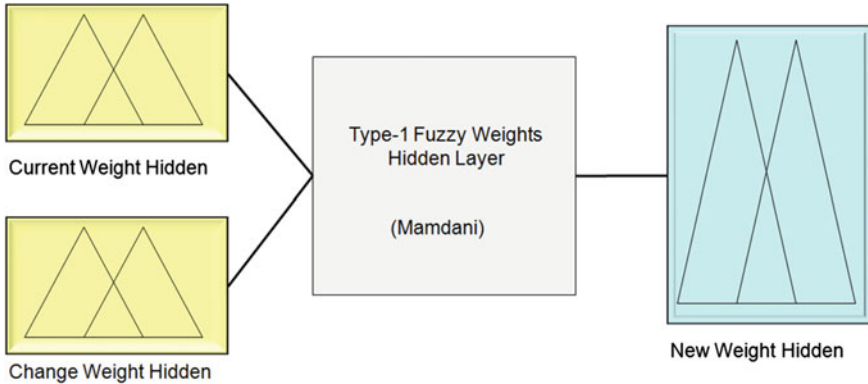 Current Weight Hidden
Change Weight Hidden
Type-1 Fuzzy Weights
Hidden Layer
(Mamdani)
New Weight Hidden